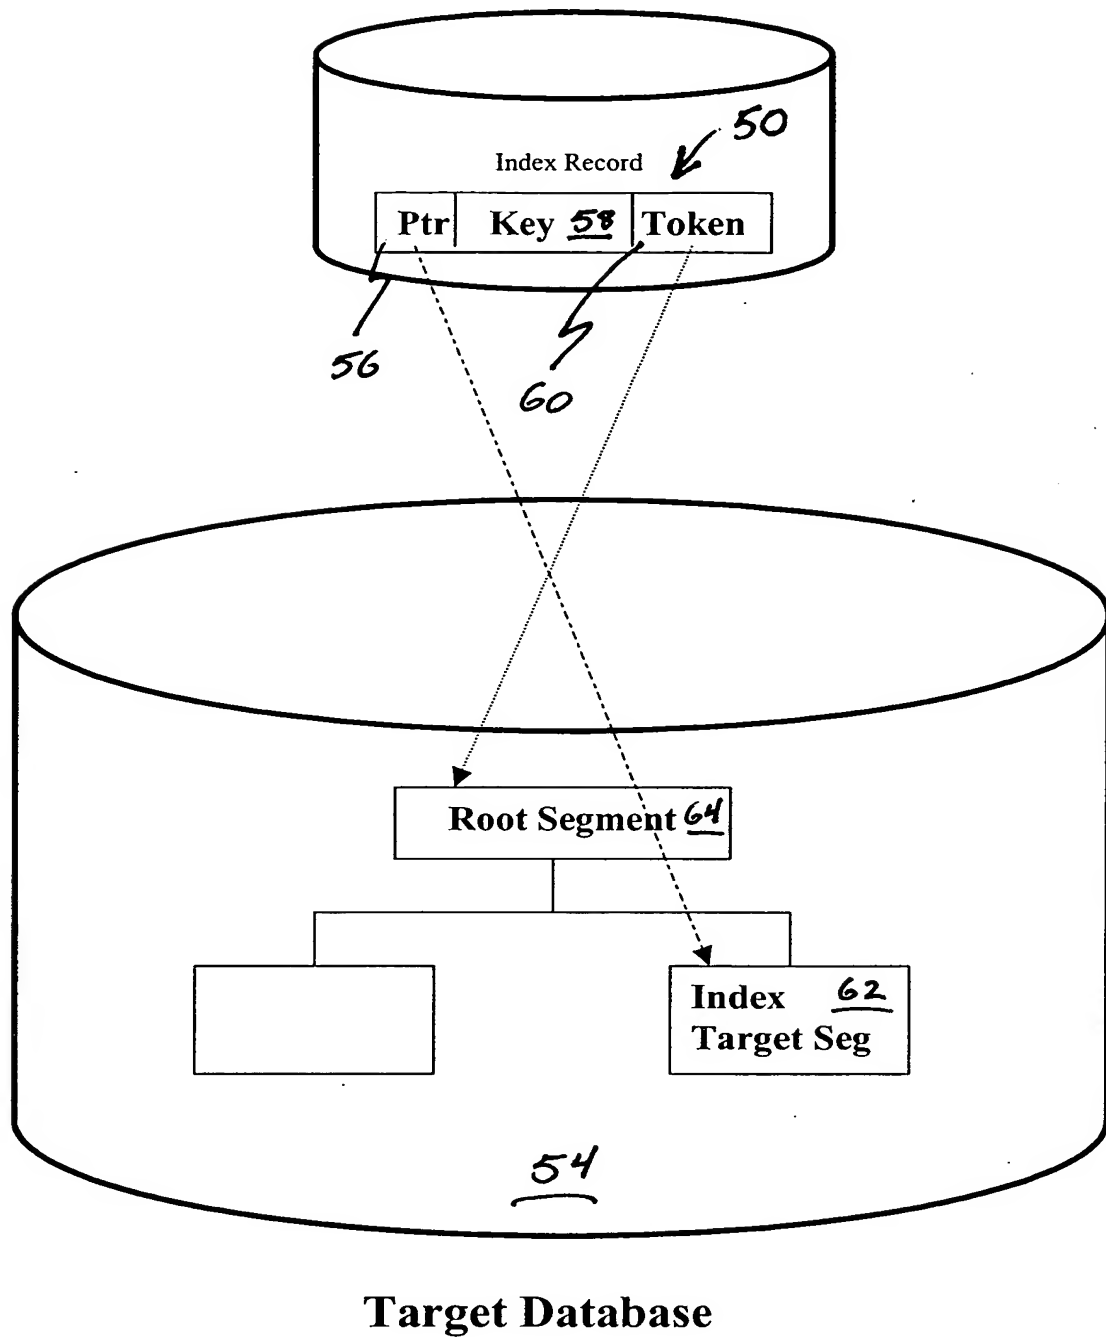 50
Index Record
Ptr Key 58 Token
56
60
Root Segment 64
Index 62
Target Seg
54
Target Database